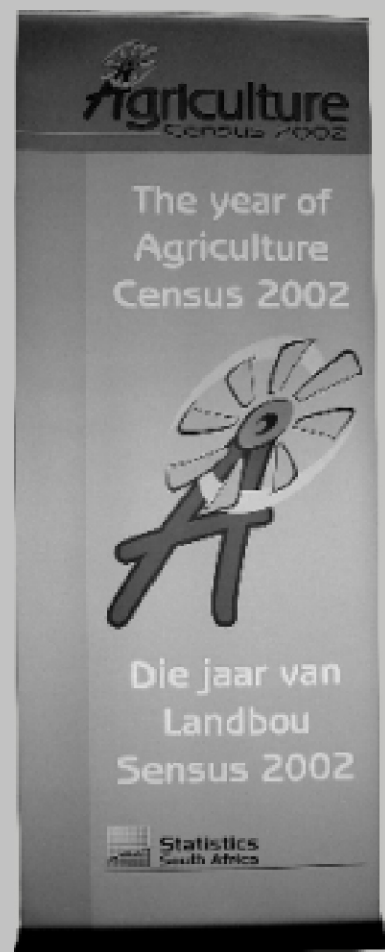 Agriculture
Census 2002
The year of
Agriculture
Census 2002
Die jaar van
Landbou
Sensus 2002
Statistics
South Africa